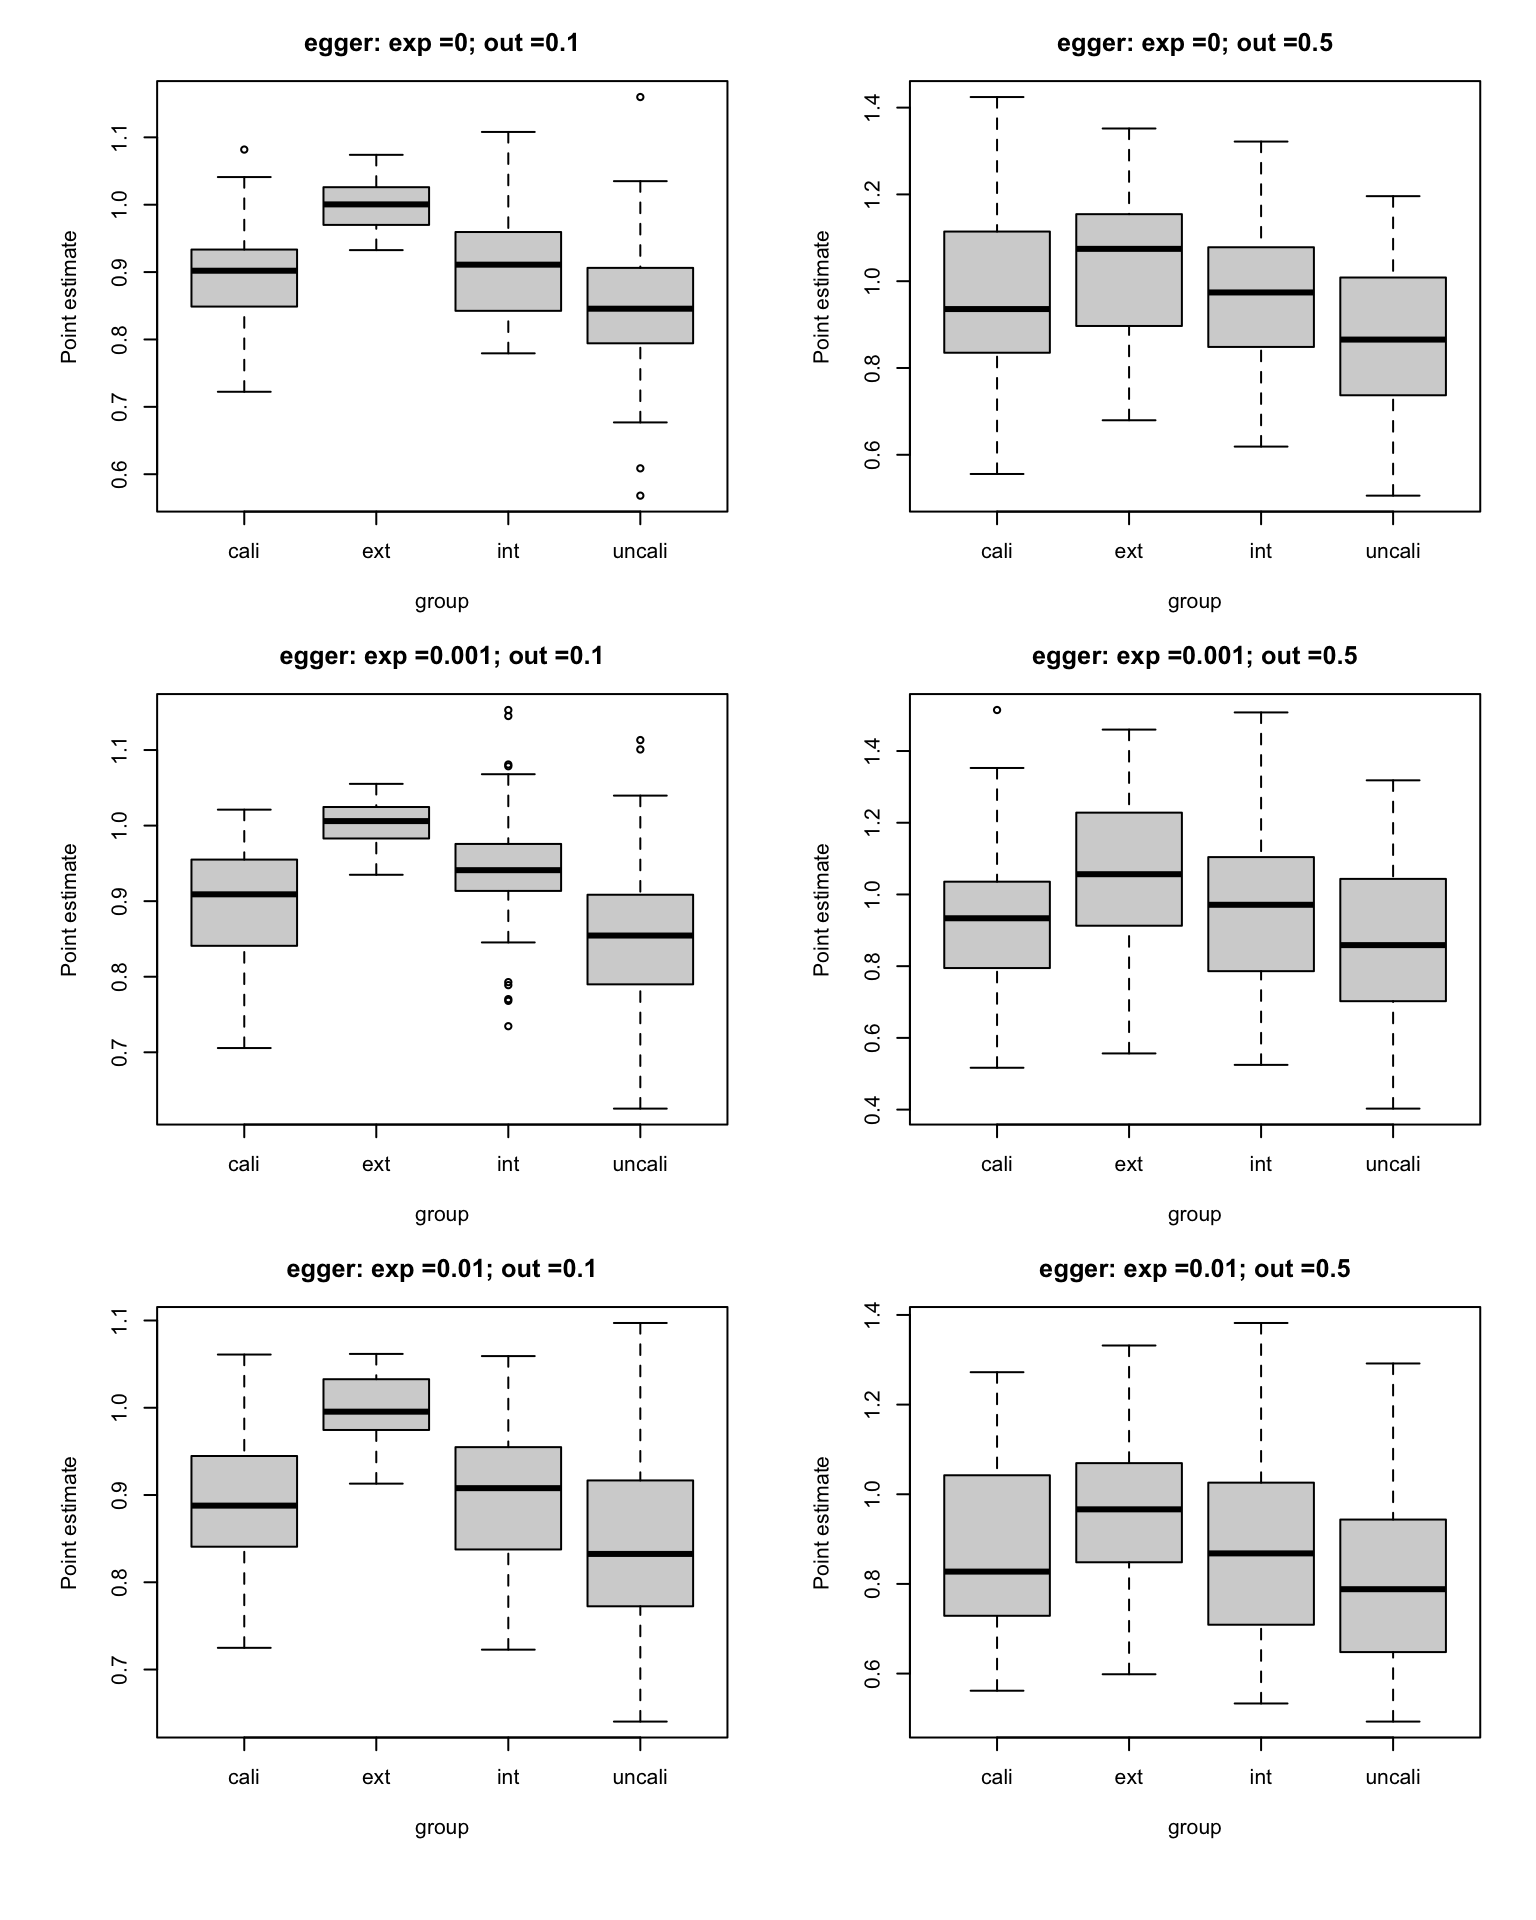 egger: exp =0; out =0.1
Point estimate
0.6 0.7 0.8 0.9 1.0 1.1
cali ext int uncali
group
egger: exp =0; out =0.5
Point estimate
0.6 0.8 1.0 1.2 1.4
cali ext int uncali
group
egger: exp =0.001; out =0.1
Point estimate
0.7 0.8 0.9 1.0 1.1
cali ext int uncali
group
egger: exp =0.001; out =0.5
Point estimate
0.4 0.6 0.8 1.0 1.2 1.4
cali ext int uncali
group
egger: exp =0.01; out =0.1
Point estimate
0.7 0.8 0.9 1.0 1.1
cali ext int uncali
group
egger: exp =0.01; out =0.5
Point estimate
0.6 0.8 1.0 1.2 1.4
cali ext int uncali
group